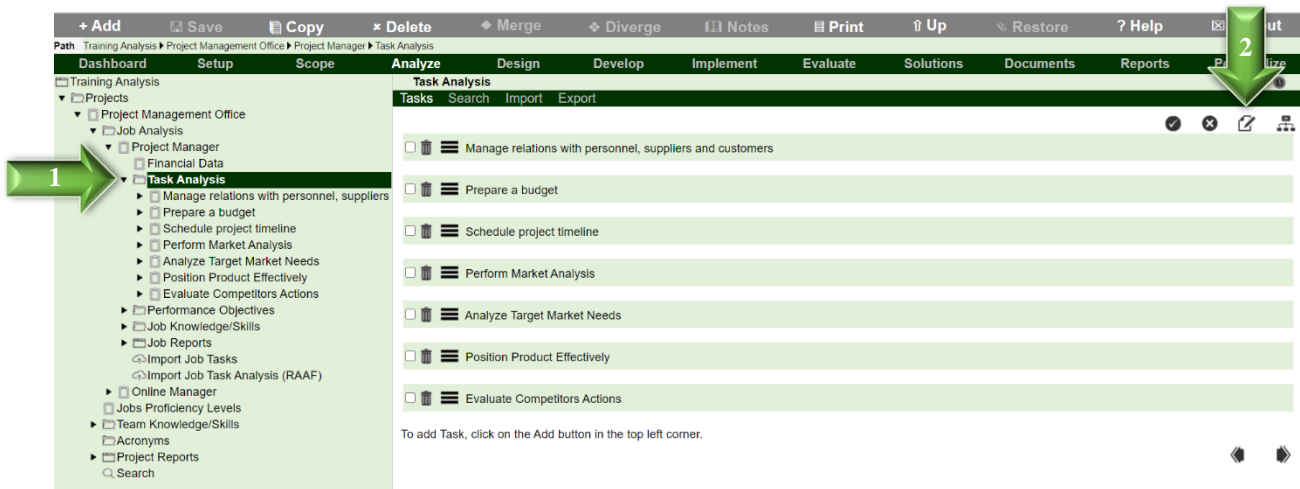 + Add Save Copy × Delete Merge Diverge Notes Print Up Restore ? Help
Path Training Analysis Project Management Office Project Manager Task Analysis
Dashboard Setup Scope Analyze Design Develop Implement Evaluate Solutions Documents Reports
Training Analysis
Projects
Project Management Office
Job Analysis
Project Manager
Financial Data
Task Analysis
Manage relations with personnel, suppliers
Prepare a budget
Schedule project timeline
Perform Market Analysis
Analyze Target Market Needs
Position Product Effectively
Evaluate Competitors Actions
Performance Objectives
Job Knowledge/Skills
Job Reports
Import Job Tasks
Import Job Task Analysis (RAAF)
Online Manager
Jobs Proficiency Levels
Team Knowledge/Skills
Acronyms
Project Reports
Search
1
2
Task Analysis
Tasks Search Import Export
Manage relations with personnel, suppliers and customers
Prepare a budget
Schedule project timeline
Perform Market Analysis
Analyze Target Market Needs
Position Product Effectively
Evaluate Competitors Actions
To add Task, click on the Add button in the top left corner.